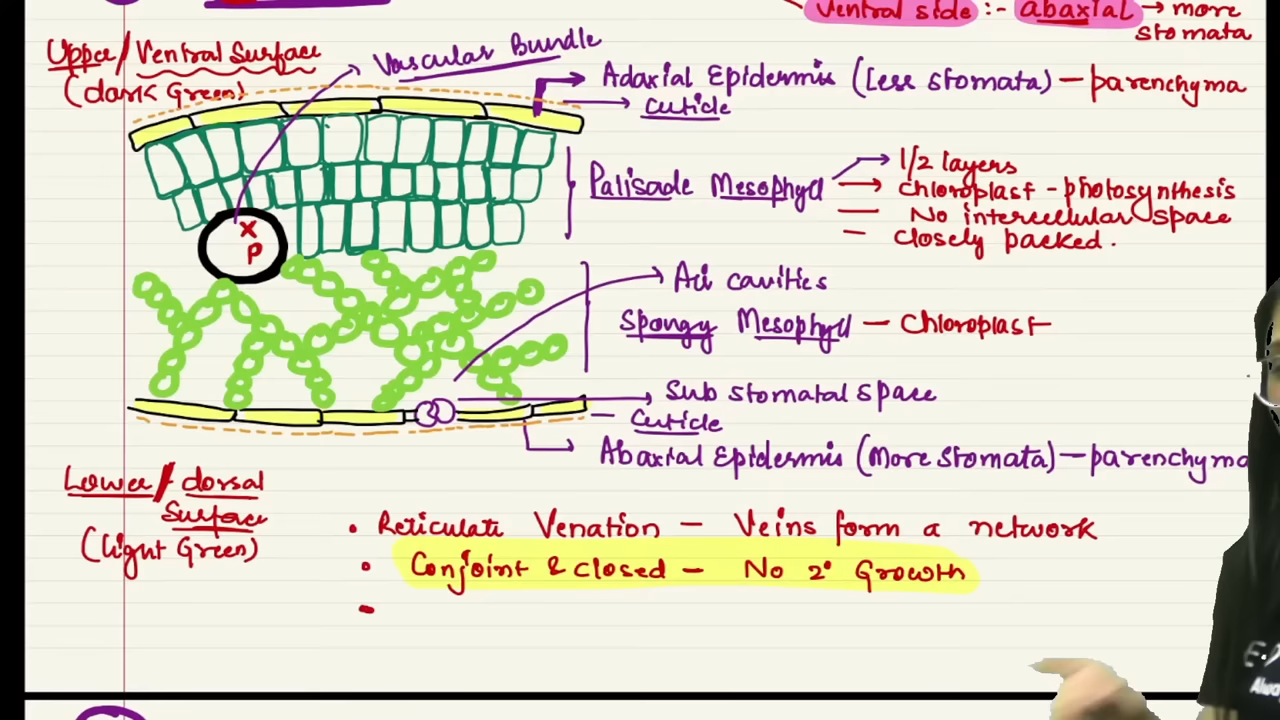 Ventral side :- abaxial → more
stomata
Upper/Ventral Surface
(dark Green)
Vascular Bundle
Adaxial Epidermis (Less stomata) - parenchyma
cuticle
Palisade Mesophyll
1/2 layers
chloroplast - photosynthesis
No intercellular space
closely packed.
X
P
Air cavities
Spongy Mesophyll - Chloroplast
Sub stomatal space
Cuticle
Abaxial Epidermis (More stomata) - parenchyma
Lower/dorsal
Surface
(light Green)
• Reticulate Venation - Veins form a network
• Conjoint & closed - No 2° Growth